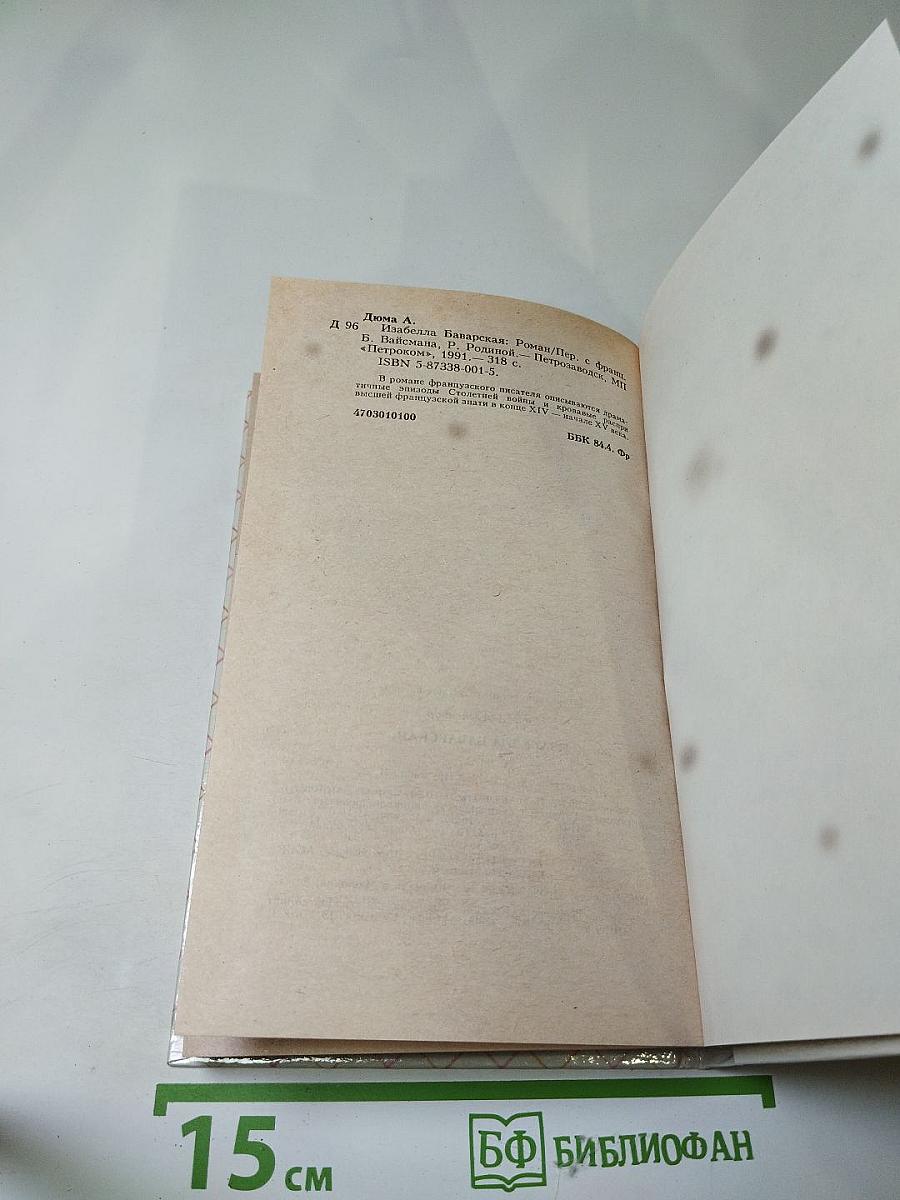 Дюма А.
Д 96 Изабелла Баварская: Роман/Пер. с франц.
Б. Вайсмана, Р. Родиной.— Петрозаводск, МП
«Петроком», 1991.— 318 с.
ISBN 5-87338-001-5.
В романе французского писателя описываются драма-
тичные эпизоды Столетней войны и кровавые распри
высшей французской знати в конце XIV — начале XV века.
4703010100
ББК 84.4. Фр
15 см
БФ БИБЛИОФАН